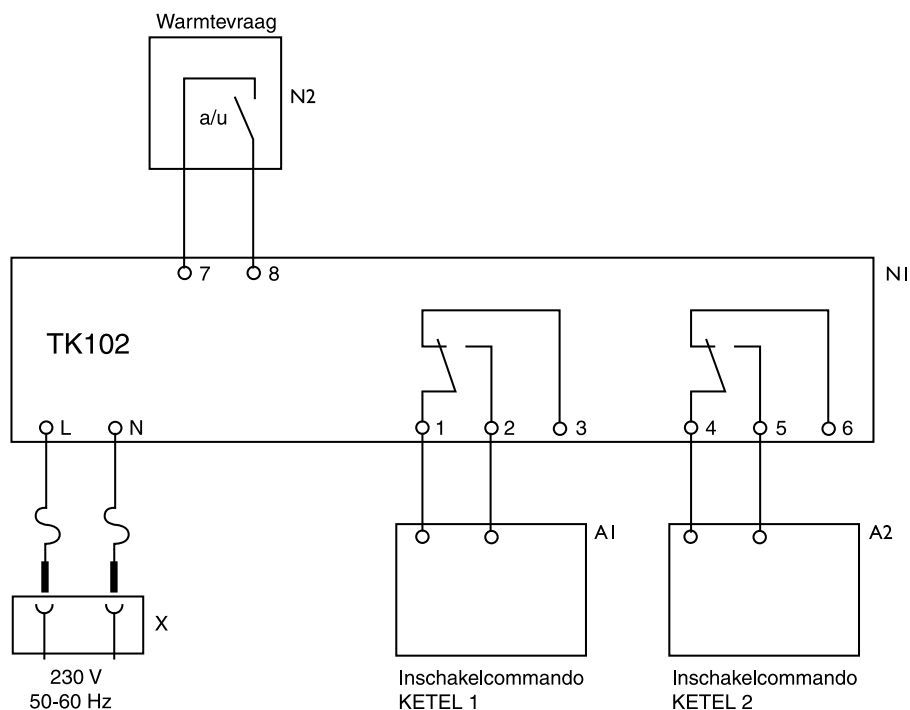 Warmtevraag
N2
a/u
7
8
N1
TK102
L
N
1
2
3
4
5
6
A1
A2
X
230 V
50-60 Hz
Inschakelcommando
KETEL 1
Inschakelcommando
KETEL 2